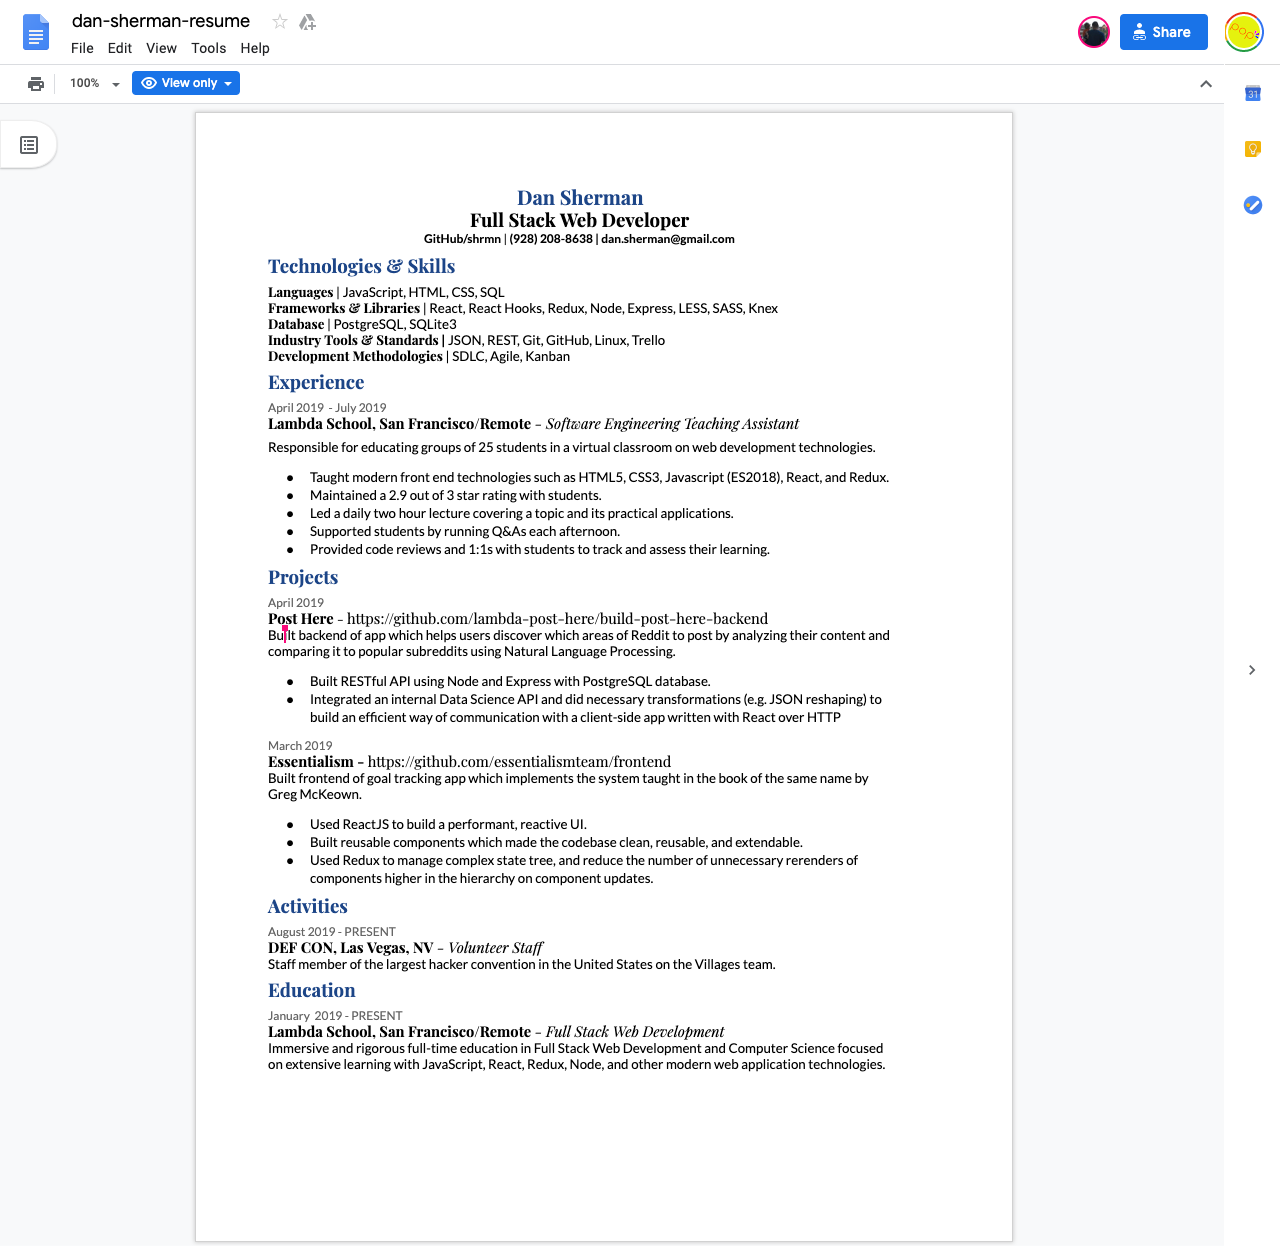 dan-sherman-resume
File Edit View Tools Help
Share
100%
View only
31
Dan Sherman
Full Stack Web Developer
GitHub/shrmn | (928) 208-8638 | dan.sherman@gmail.com
Technologies & Skills
Languages | JavaScript, HTML, CSS, SQL
Frameworks & Libraries | React, React Hooks, Redux, Node, Express, LESS, SASS, Knex
Database | PostgreSQL, SQLite3
Industry Tools & Standards | JSON, REST, Git, GitHub, Linux, Trello
Development Methodologies | SDLC, Agile, Kanban
Experience
April 2019 - July 2019
Lambda School, San Francisco/Remote - Software Engineering Teaching Assistant
Responsible for educating groups of 25 students in a virtual classroom on web development technologies.
● Taught modern front end technologies such as HTML5, CSS3, Javascript (ES2018), React, and Redux.
● Maintained a 2.9 out of 3 star rating with students.
● Led a daily two hour lecture covering a topic and its practical applications.
● Supported students by running Q&As each afternoon.
● Provided code reviews and 1:1s with students to track and assess their learning.
Projects
April 2019
Post Here - https://github.com/lambda-post-here/build-post-here-backend
Built backend of app which helps users discover which areas of Reddit to post by analyzing their content and
comparing it to popular subreddits using Natural Language Processing.
● Built RESTful API using Node and Express with PostgreSQL database.
● Integrated an internal Data Science API and did necessary transformations (e.g. JSON reshaping) to
build an efficient way of communication with a client-side app written with React over HTTP
March 2019
Essentialism - https://github.com/essentialismteam/frontend
Built frontend of goal tracking app which implements the system taught in the book of the same name by
Greg McKeown.
● Used ReactJS to build a performant, reactive UI.
● Built reusable components which made the codebase clean, reusable, and extendable.
● Used Redux to manage complex state tree, and reduce the number of unnecessary rerenders of
components higher in the hierarchy on component updates.
Activities
August 2019 - PRESENT
DEF CON, Las Vegas, NV - Volunteer Staff
Staff member of the largest hacker convention in the United States on the Villages team.
Education
January 2019 - PRESENT
Lambda School, San Francisco/Remote - Full Stack Web Development
Immersive and rigorous full-time education in Full Stack Web Development and Computer Science focused
on extensive learning with JavaScript, React, Redux, Node, and other modern web application technologies.